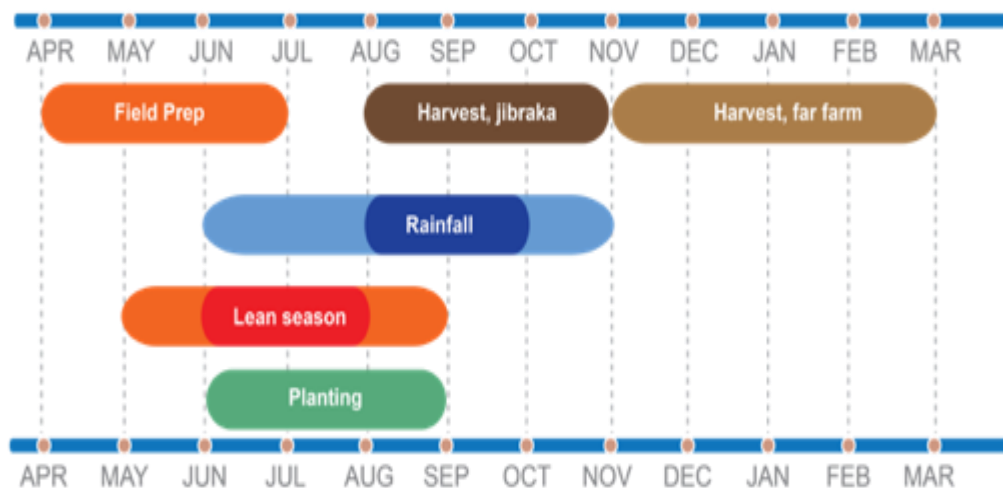 APR MAY JUN JUL AUG SEP OCT NOV DEC JAN FEB MAR
Field Prep Harvest, jibraka Harvest, far farm
Rainfall
Lean season
Planting
APR MAY JUN JUL AUG SEP OCT NOV DEC JAN FEB MAR